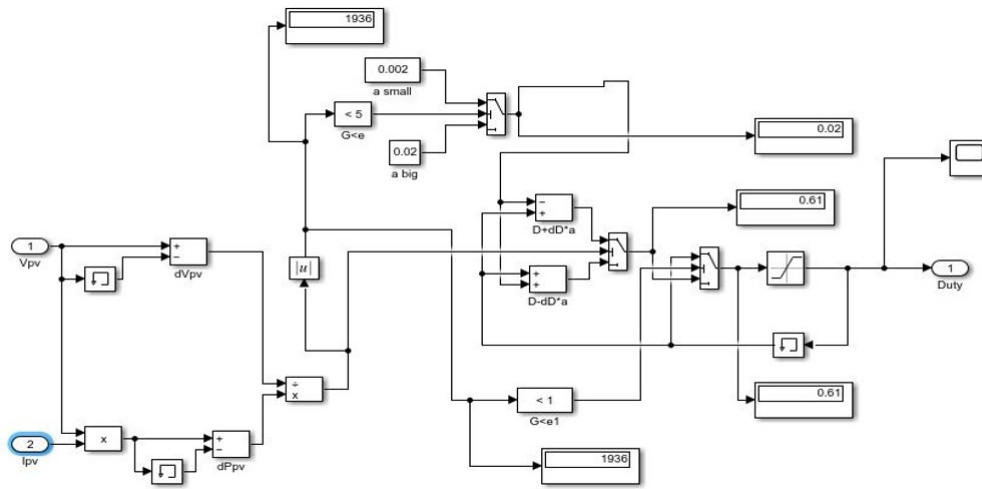 1936
0.002
a small
< 5
G<e
0.02
a big
0.02
0.61
−
+
D+dD*a
1
Vpv
+
−
dVpv
|u|
+
+
D-dD*a
1
Duty
÷
x
< 1
G<e1
0.61
2
Ipv
x
+
−
dPpv
1936